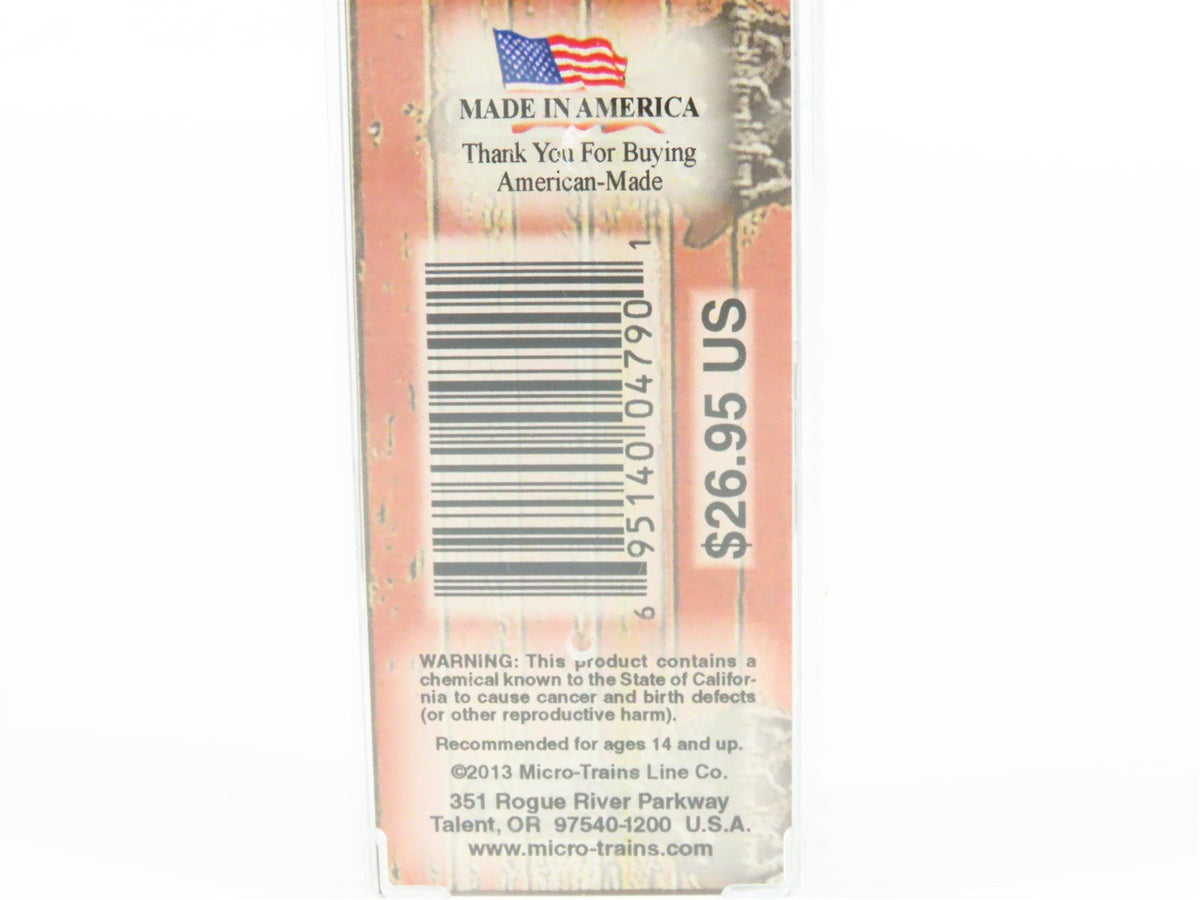 MADE IN AMERICA
Thank You For Buying
American-Made
6 95140 04790 1
$26.95 US
WARNING: This product contains a
chemical known to the State of Califor-
nia to cause cancer and birth defects
(or other reproductive harm).
Recommended for ages 14 and up.
©2013 Micro-Trains Line Co.
351 Rogue River Parkway
Talent, OR 97540-1200 U.S.A.
www.micro-trains.com